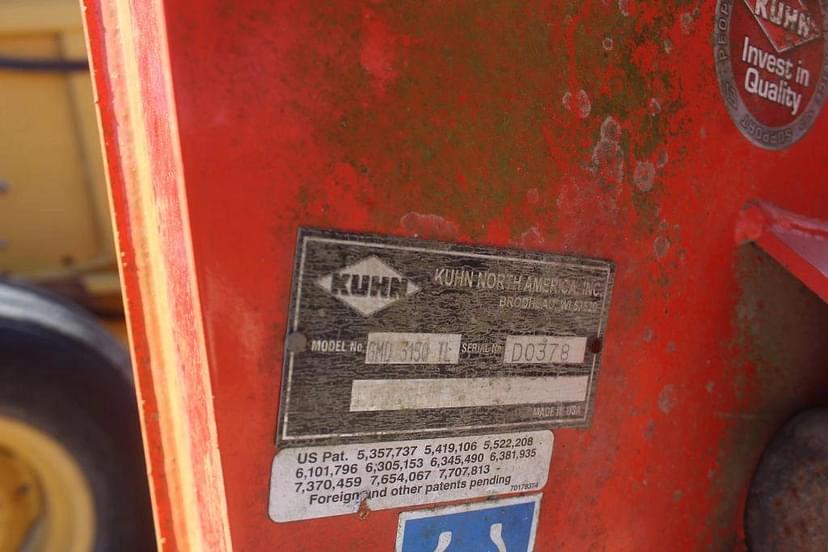 KUHN
Invest in
Quality
KUHN
KUHN NORTH AMERICA, INC.
BRODHEAD, WI 53520
MODEL No. GMD 3150 TL SERIAL No. D0378
MADE IN USA
US Pat. 5,357,737 5,419,106 5,522,208
6,101,796 6,305,153 6,345,490 6,381,935
7,370,459 7,654,067 7,707,813 -
Foreign and other patents pending
70178374